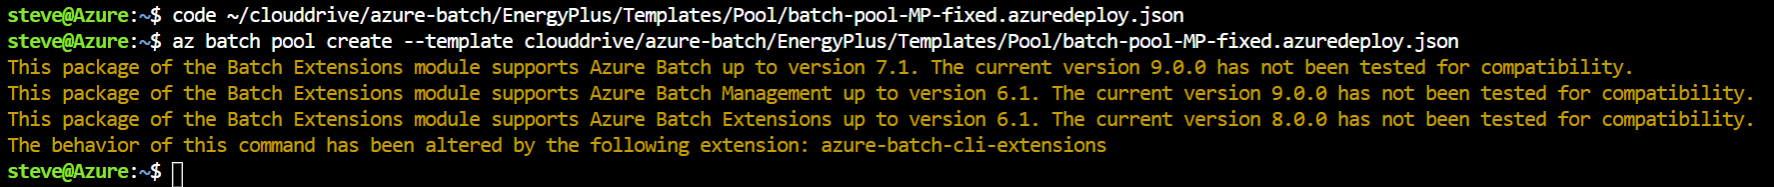 steve@Azure:~$ code ~/clouddrive/azure-batch/EnergyPlus/Templates/Pool/batch-pool-MP-fixed.azuredeploy.json
steve@Azure:~$ az batch pool create --template clouddrive/azure-batch/EnergyPlus/Templates/Pool/batch-pool-MP-fixed.azuredeploy.json
This package of the Batch Extensions module supports Azure Batch up to version 7.1. The current version 9.0.0 has not been tested for compatibility.
This package of the Batch Extensions module supports Azure Batch Management up to version 6.1. The current version 9.0.0 has not been tested for compatibility.
This package of the Batch Extensions module supports Azure Batch Extensions up to version 6.1. The current version 8.0.0 has not been tested for compatibility.
The behavior of this command has been altered by the following extension: azure-batch-cli-extensions
steve@Azure:~$